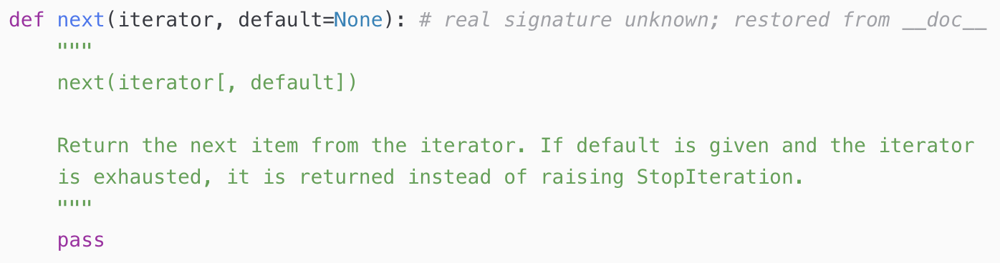 def next(iterator, default=None): # real signature unknown; restored from __doc__
    """
    next(iterator[, default])

    Return the next item from the iterator. If default is given and the iterator
    is exhausted, it is returned instead of raising StopIteration.
    """
    pass